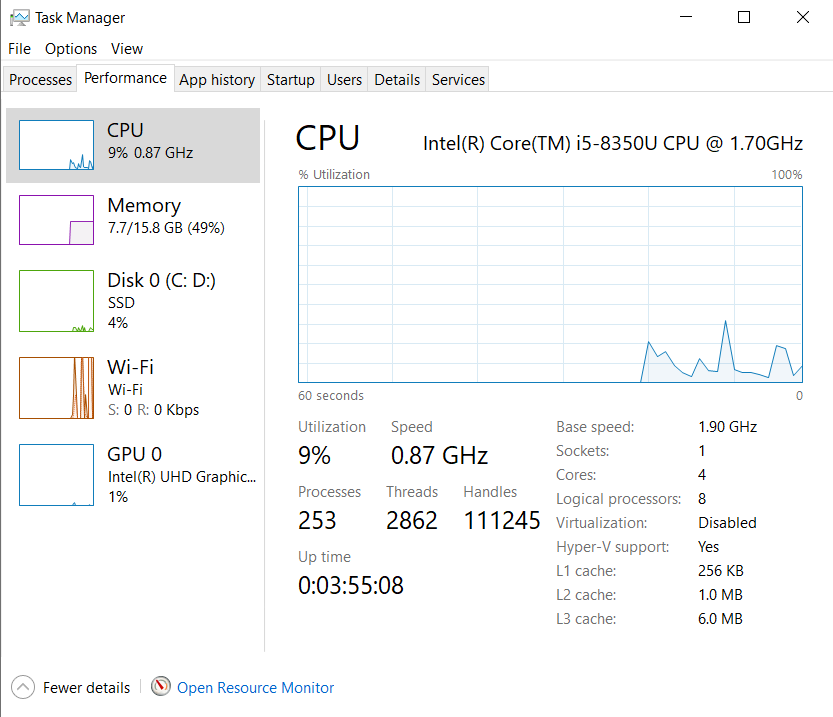 Task Manager
File Options View
Processes Performance App history Startup Users Details Services
CPU
9% 0.87 GHz
Memory
7.7/15.8 GB (49%)
Disk 0 (C: D:)
SSD
4%
Wi-Fi
Wi-Fi
S: 0 R: 0 Kbps
GPU 0
Intel(R) UHD Graphic...
1%
CPU Intel(R) Core(TM) i5-8350U CPU @ 1.70GHz
% Utilization 100%
60 seconds 0
Utilization Speed
9% 0.87 GHz
Processes Threads Handles
253 2862 111245
Up time
0:03:55:08
Base speed: 1.90 GHz
Sockets: 1
Cores: 4
Logical processors: 8
Virtualization: Disabled
Hyper-V support: Yes
L1 cache: 256 KB
L2 cache: 1.0 MB
L3 cache: 6.0 MB
Fewer details Open Resource Monitor